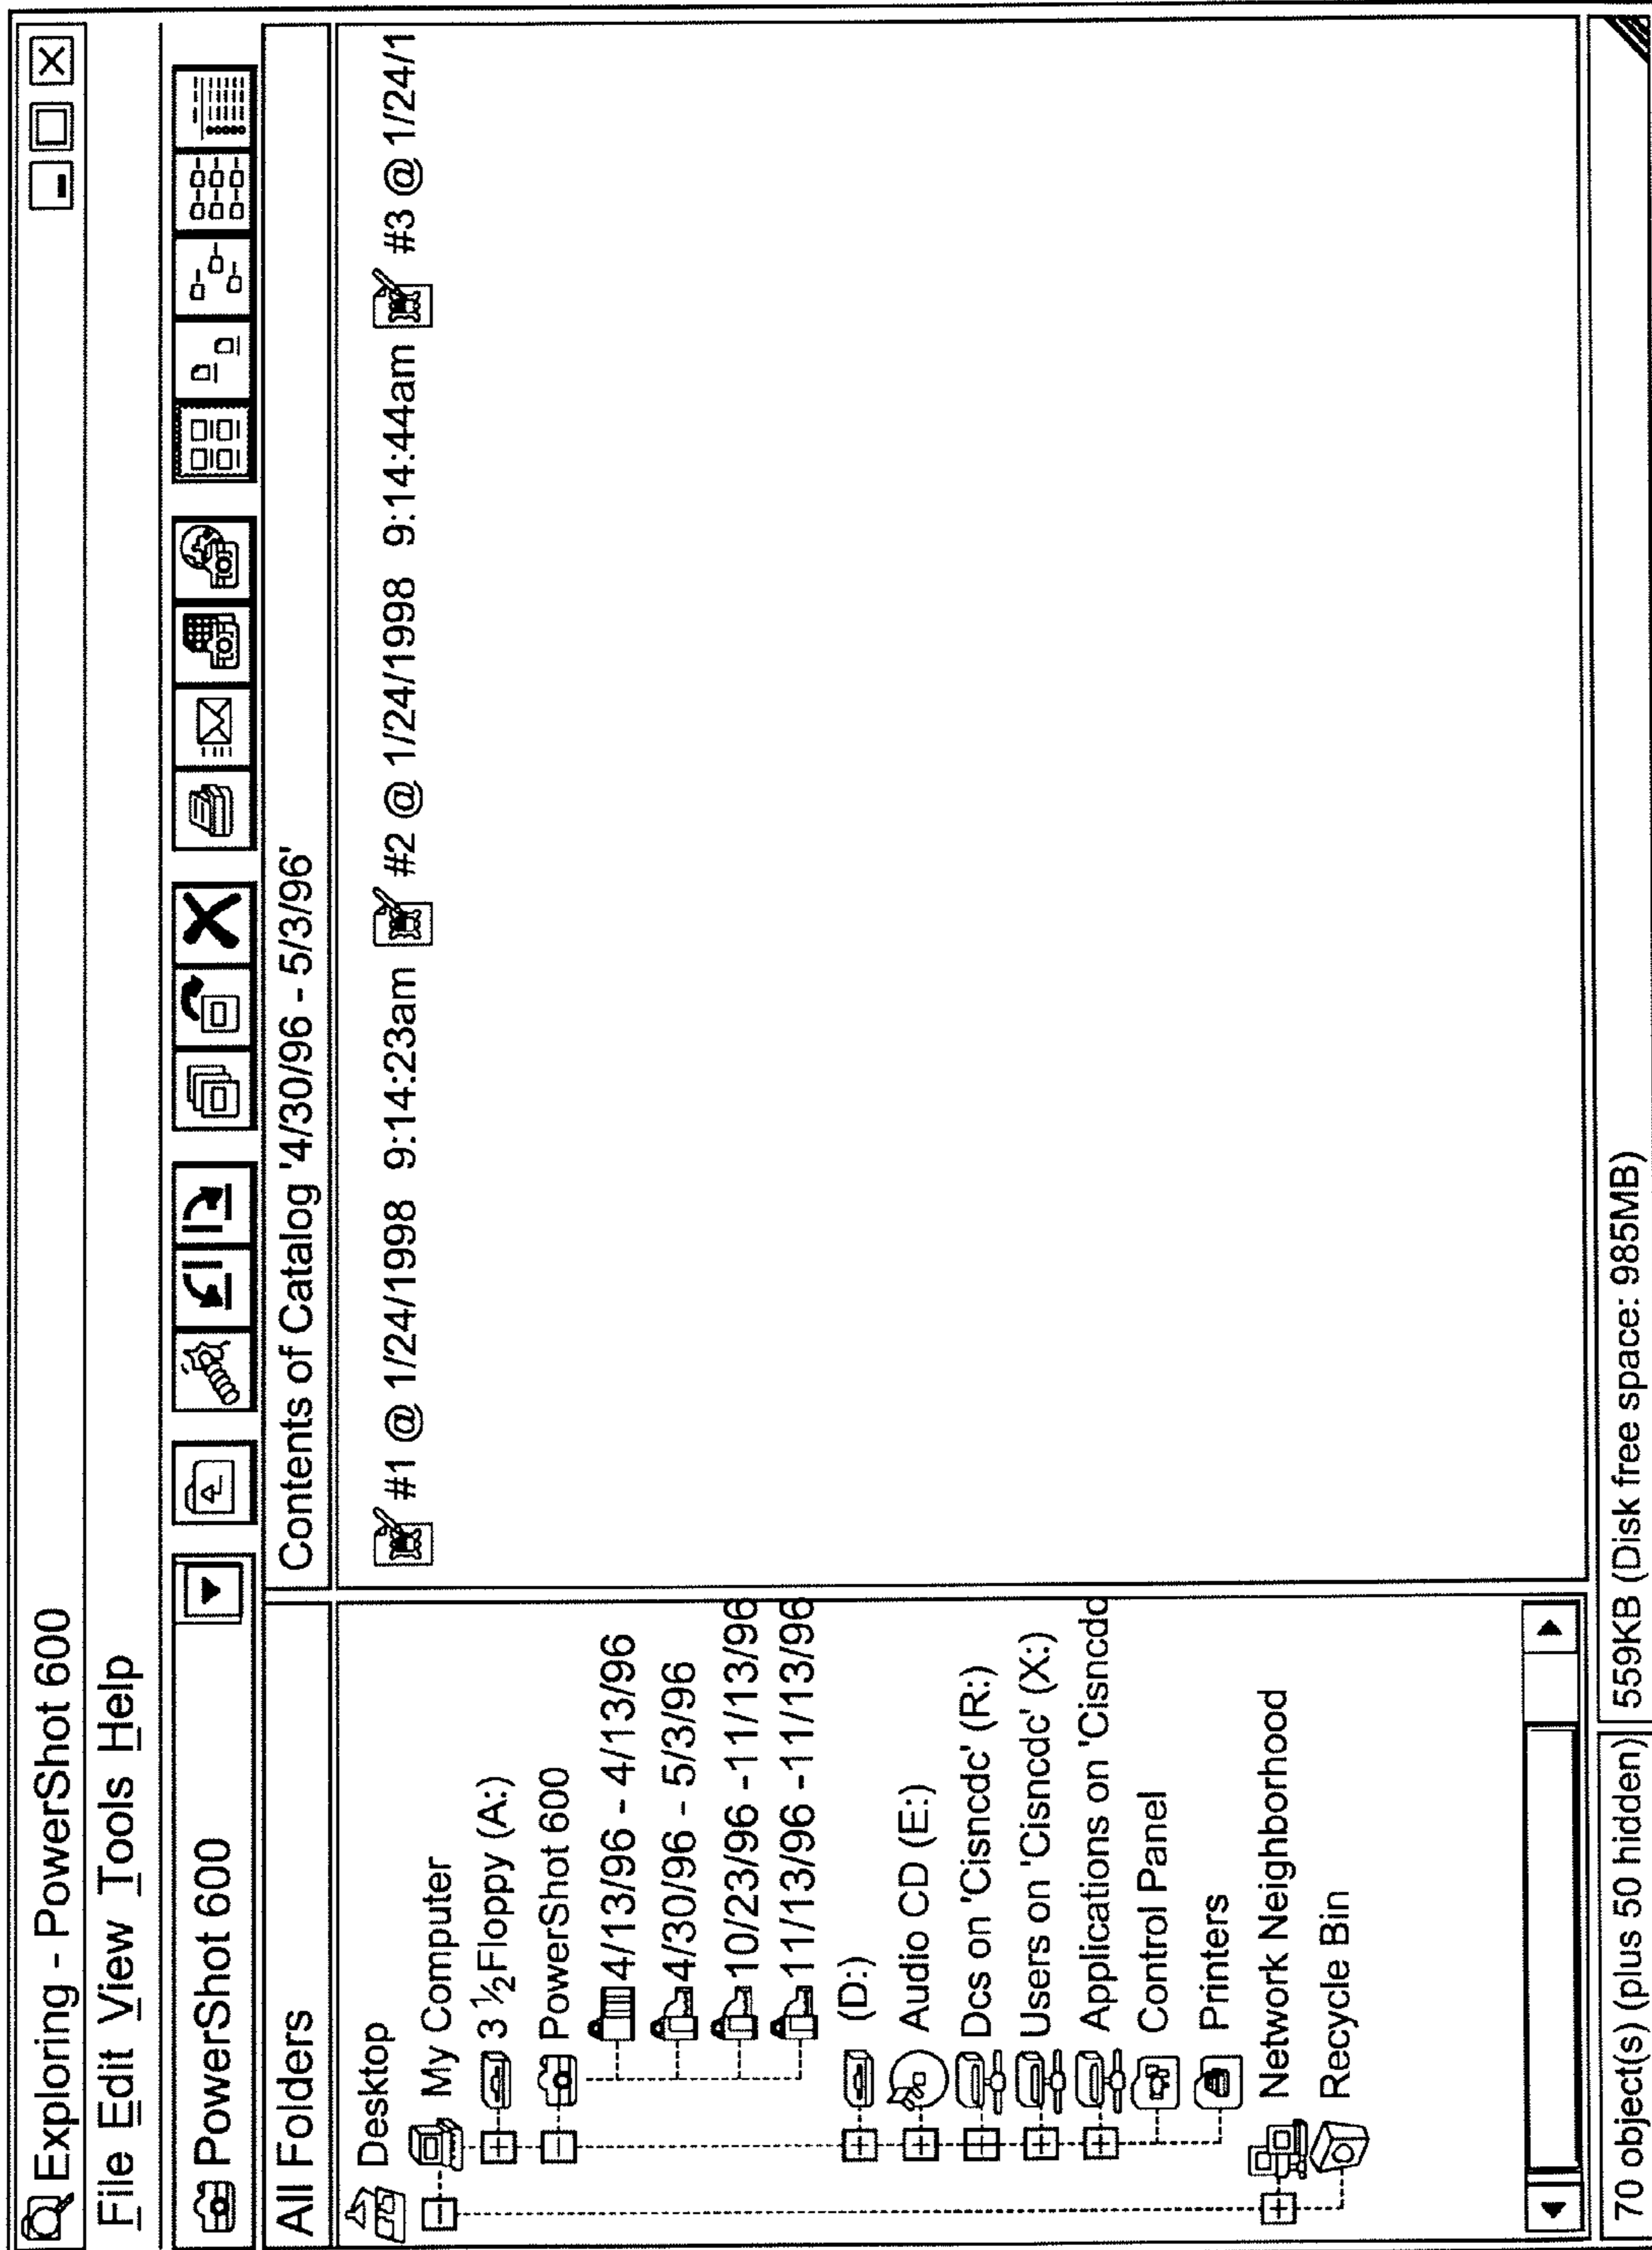 Exploring - PowerShot 600
File Edit View Tools Help
PowerShot 600
All Folders
Contents of Catalog '4/30/96 - 5/3/96'
Desktop
My Computer
3 ½ Floppy (A:)
PowerShot 600
4/13/96 - 4/13/96
4/30/96 - 5/3/96
10/23/96 -11/13/96
11/13/96 -11/13/96
(D:)
Audio CD (E:)
Dcs on 'Cisncdc' (R:)
Users on 'Cisncdc' (X:)
Applications on 'Cisncdc
Control Panel
Printers
Network Neighborhood
Recycle Bin
#1 @ 1/24/1998 9:14:23am #2 @ 1/24/1998 9:14:44am #3 @ 1/24/1
70 object(s) (plus 50 hidden) 559KB (Disk free space: 985MB)